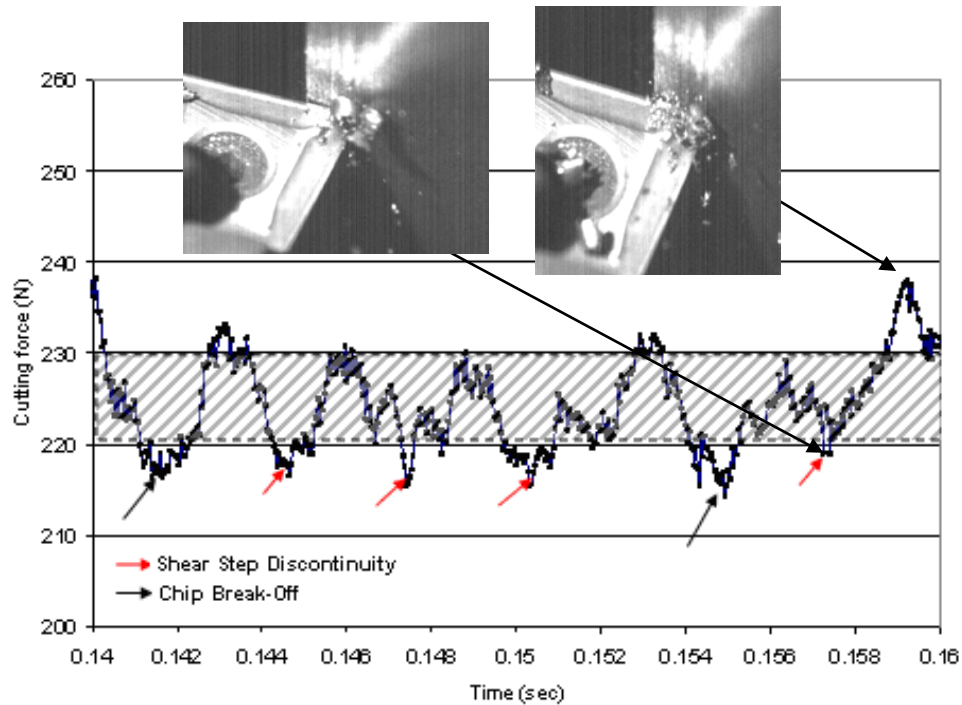 260
250
240
230
220
210
200
Cutting force (N)
Shear Step Discontinuity
Chip Break-Off
0.14 0.142 0.144 0.146 0.148 0.15 0.152 0.154 0.156 0.158 0.16
Time (sec)